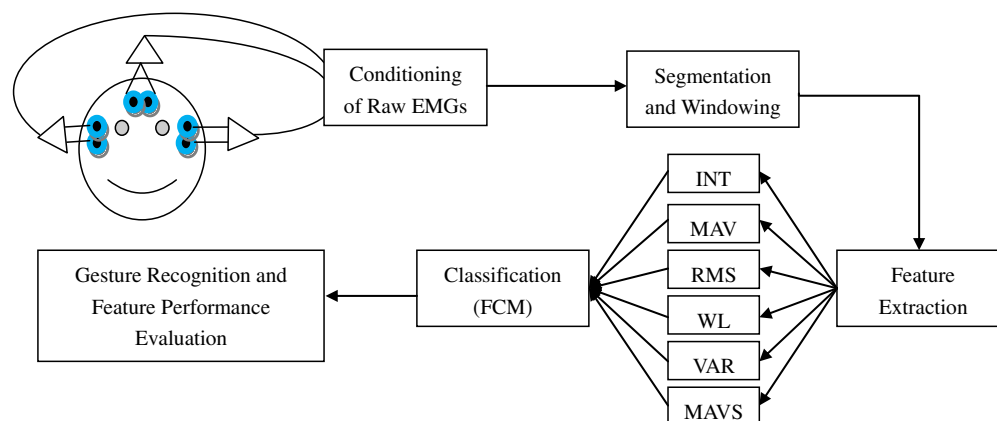 Conditioning
of Raw EMGs
Segmentation
and Windowing
INT
MAV
RMS
WL
VAR
MAVS
Feature
Extraction
Classification
(FCM)
Gesture Recognition and
Feature Performance
Evaluation